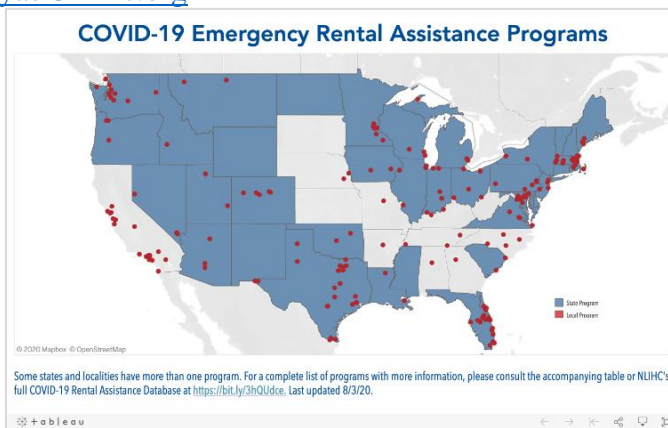 COVID-19 Emergency Rental Assistance Programs
State Program
Local Program
© 2020 Mapbox © OpenStreetMap
Some states and localities have more than one program. For a complete list of programs with more information, please consult the accompanying table or NLIHC's
full COVID-19 Rental Assistance Database at https://bit.ly/3hQUdce. Last updated 8/3/20.
+ a b l e a u